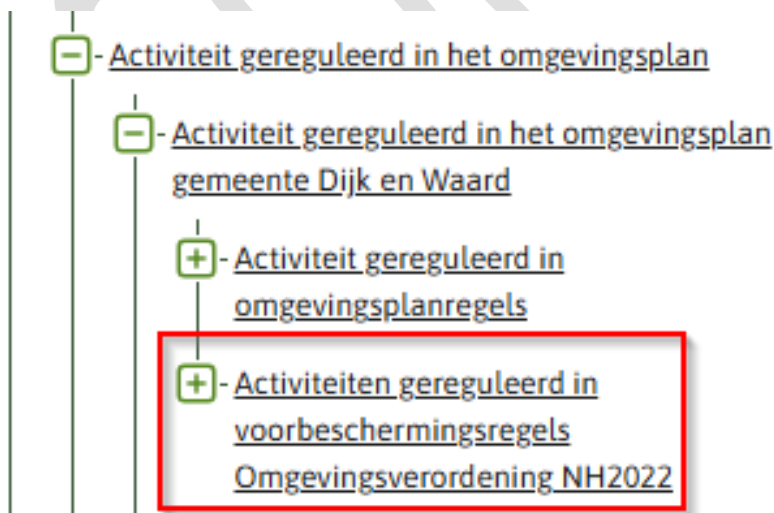 Activiteit gereguleerd in het omgevingsplan
Activiteit gereguleerd in het omgevingsplan
gemeente Dijk en Waard
Activiteit gereguleerd in
omgevingsplanregels
Activiteiten gereguleerd in
voorbeschermingsregels
Omgevingsverordening NH2022